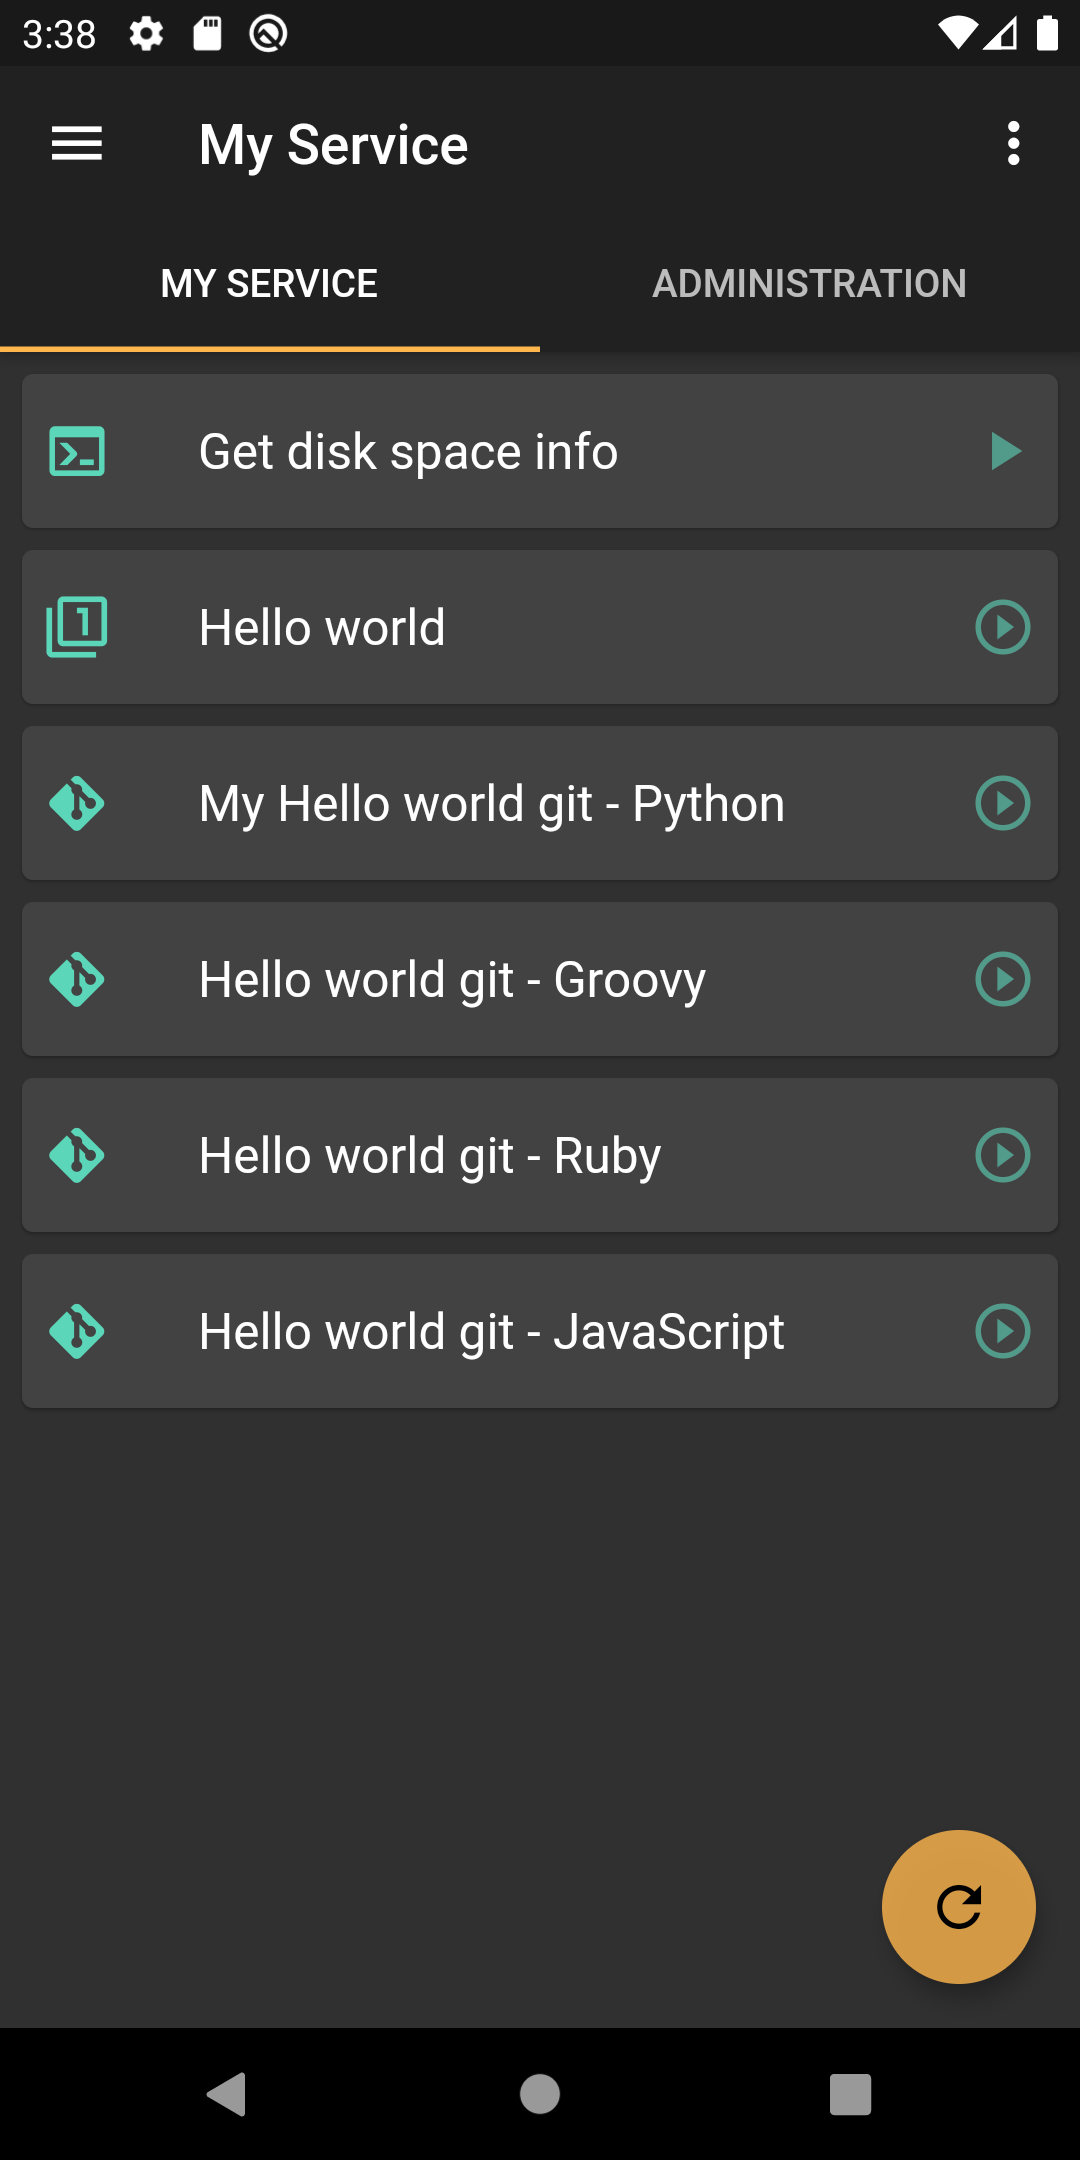 3:38
My Service
MY SERVICE
ADMINISTRATION
Get disk space info
1
Hello world
My Hello world git - Python
Hello world git - Groovy
Hello world git - Ruby
Hello world git - JavaScript